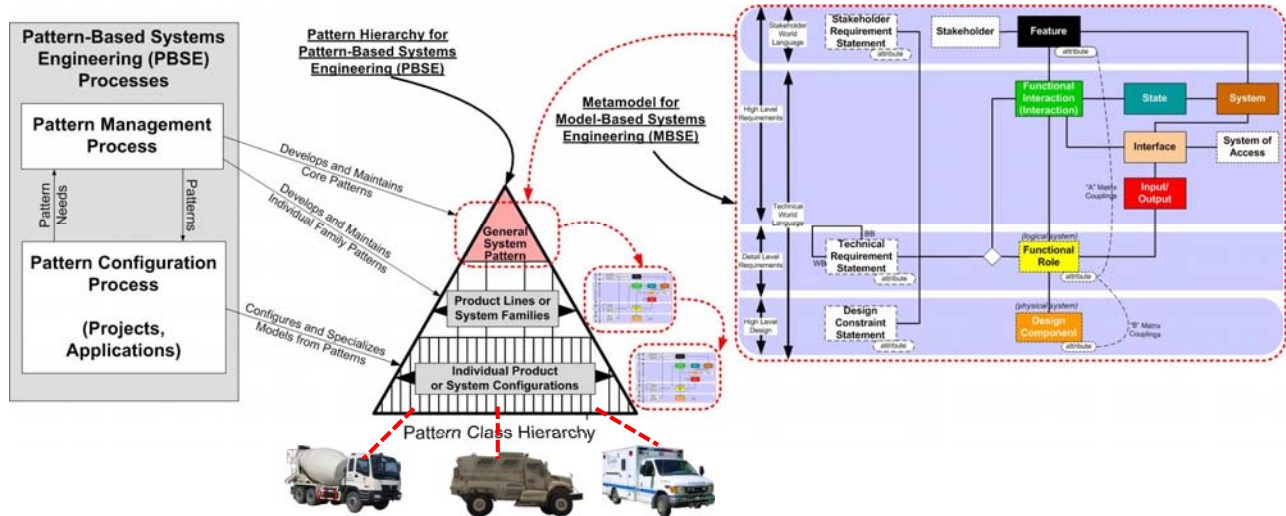 Pattern-Based Systems
Engineering (PBSE)
Processes
Pattern Management
Process
Pattern
Needs
Patterns
Pattern Configuration
Process
(Projects,
Applications)
Develops and Maintains
Core Patterns
Develops and Maintains
Individual Family Patterns
Configures and Specializes
Models from Patterns
Pattern Hierarchy for
Pattern-Based Systems
Engineering (PBSE)
General
System
Pattern
Product Lines or
System Families
Individual Product
or System Configurations
Pattern Class Hierarchy
Metamodel for
Model-Based Systems
Engineering (MBSE)
Stakeholder
World
Language
High Level
Requirements
Technical
World
Language
Detail Level
Requirements
High Level
Design
Stakeholder
Requirement
Statement
attribute
Stakeholder
Feature
attribute
Functional
Interaction
(Interaction)
State
System
Interface
System of
Access
Input/
Output
"A" Matrix
Couplings
BB
WB
Technical
Requirement
Statement
attribute
(logical system)
Functional
Role
attribute
Design
Constraint
Statement
attribute
(physical system)
Design
Component
attribute
"B" Matrix
Couplings